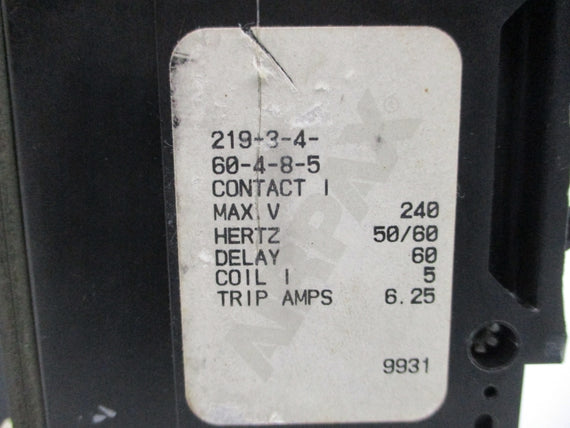 219-3-4-
60-4-8-5
CONTACT I
MAX V 240
HERTZ 50/60
DELAY 60
COIL I 5
TRIP AMPS 6.25
9931